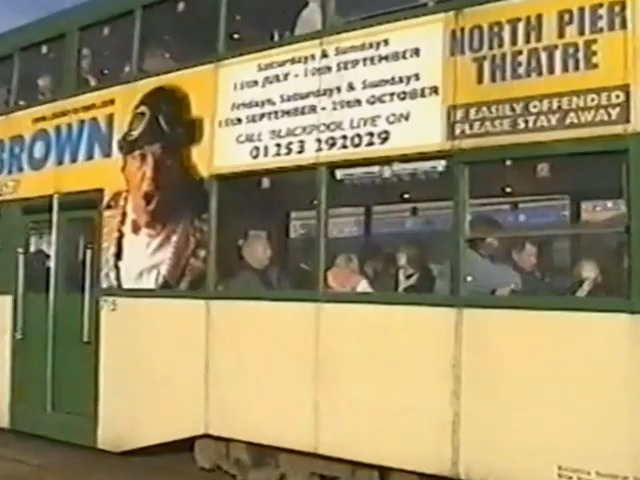 BROWN
Saturdays & Sundays
15th JULY - 10th SEPTEMBER
Fridays, Saturdays & Sundays
15th SEPTEMBER - 29th OCTOBER
CALL 'BLACKPOOL LIVE' ON
01253 292029
NORTH PIER
THEATRE
IF EASILY OFFENDED
PLEASE STAY AWAY